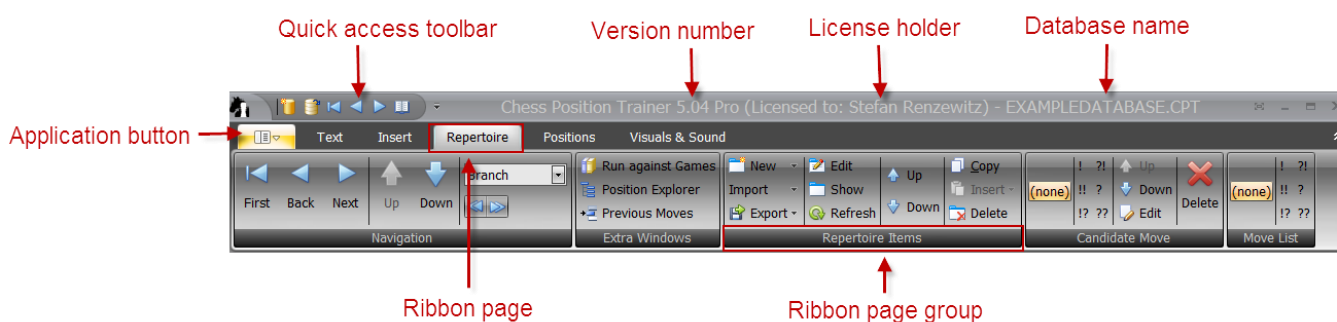 Quick access toolbar Version number License holder Database name
Chess Position Trainer 5.04 Pro (Licensed to: Stefan Renzewitz) - EXAMPLEDATABASE.CPT
Application button Text Insert Repertoire Positions Visuals & Sound
Branch Run against Games New Edit Copy ! ?! Up ! ?!
Up
First Back Next Up Down Position Explorer Import Show Insert (none) !! ? Down Delete (none) !! ?
Down
Previous Moves Export Refresh Delete !? ?? Edit !? ??
Navigation Extra Windows Repertoire Items Candidate Move Move List
Ribbon page Ribbon page group